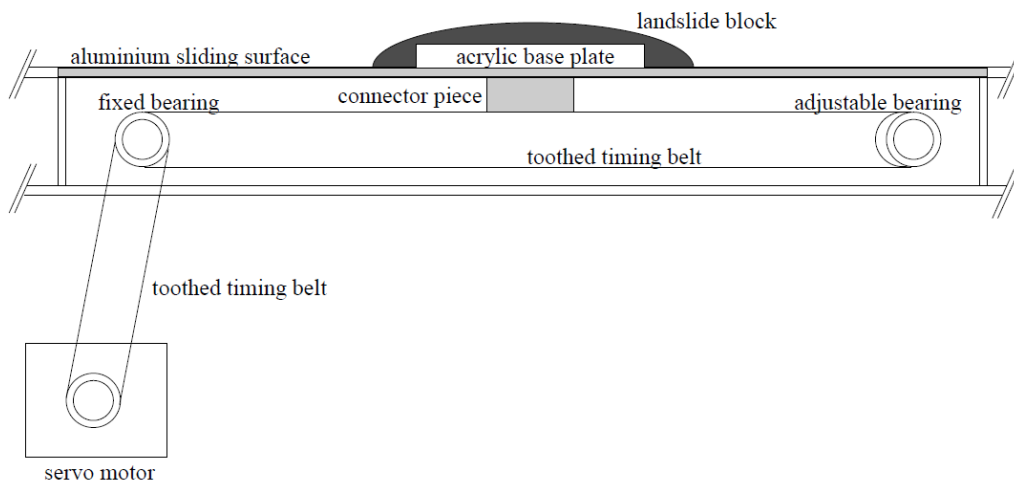 landslide block
aluminium sliding surface
acrylic base plate
connector piece
fixed bearing
adjustable bearing
toothed timing belt
toothed timing belt
servo motor